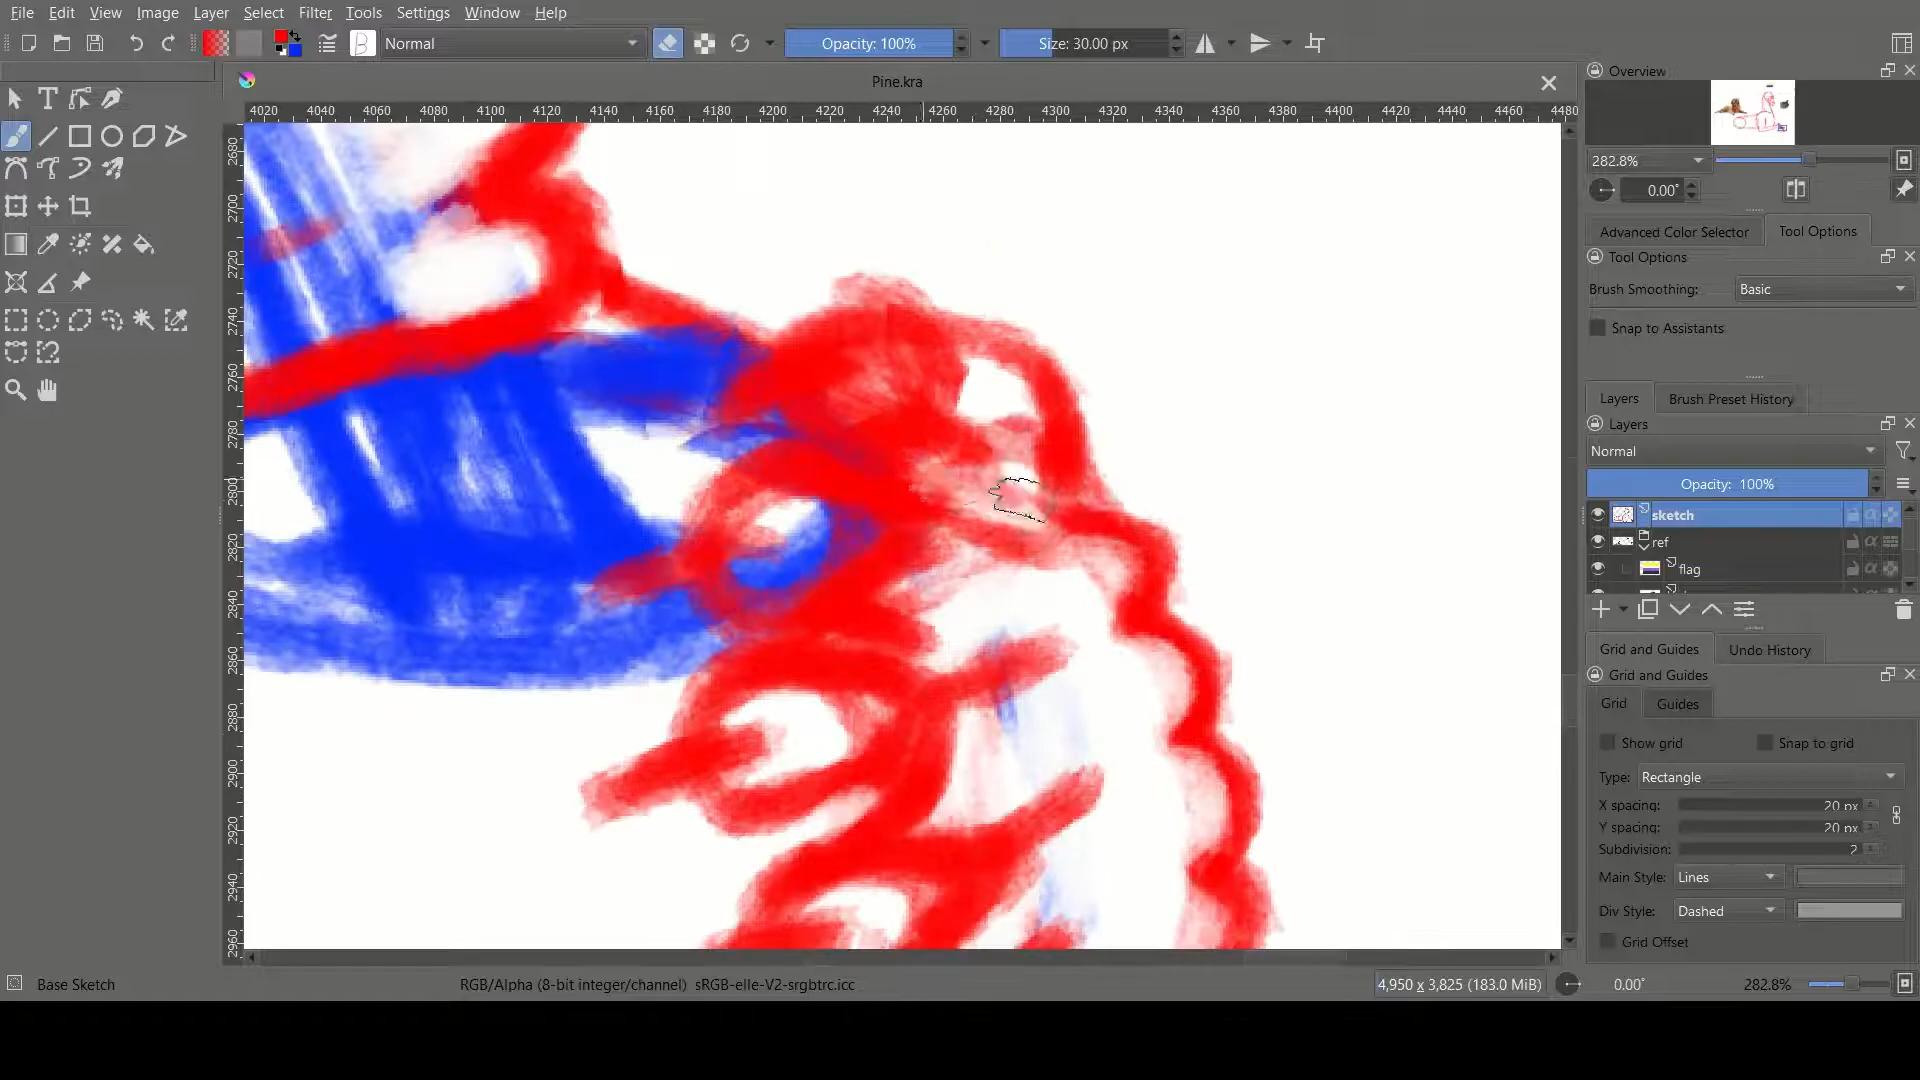 File Edit View Image Layer Select Filter Tools Settings Window Help
Normal
Opacity: 100%
Size: 30.00 px
Pine.kra
Overview
4020 4040 4060 4080 4100 4120 4140 4160 4180 4200 4220 4240 4260 4280 4300 4320 4340 4360 4380 4400 4420 4440 4460 4480
2680
2700
2720
2740
2760
2780
2800
2820
2840
2860
2880
2900
2920
2940
2960
282.8%
0.00°
Advanced Color Selector
Tool Options
Tool Options
Brush Smoothing:
Basic
Snap to Assistants
Layers
Brush Preset History
Layers
Normal
Opacity: 100%
sketch
ref
flag
Grid and Guides
Undo History
Grid and Guides
Grid
Guides
Show grid
Snap to grid
Type:
Rectangle
X spacing:
20 px
Y spacing:
20 px
Subdivision:
2
Main Style:
Lines
Div Style:
Dashed
Grid Offset
Base Sketch
RGB/Alpha (8-bit integer/channel) sRGB-elle-V2-srgbtrc.icc
4,950 x 3,825 (183.0 MiB)
0.00°
282.8%